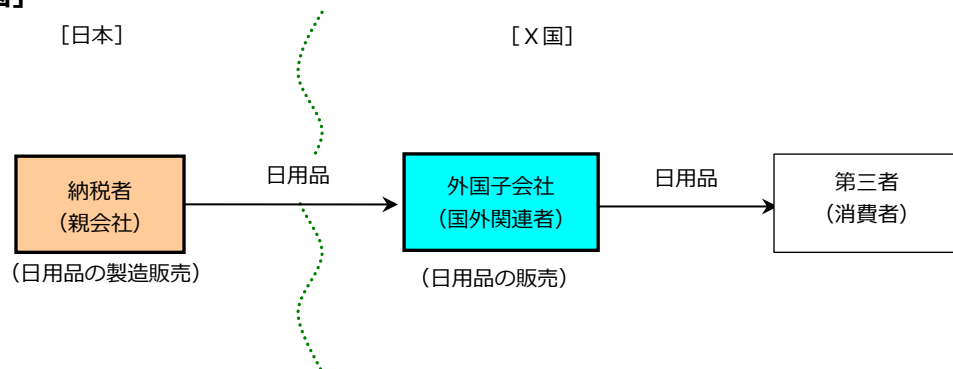 ［日本］
［Ｘ国］
日用品
日用品
納税者
（親会社）
外国子会社
（国外関連者）
第三者
（消費者）
（日用品の製造販売）
（日用品の販売）